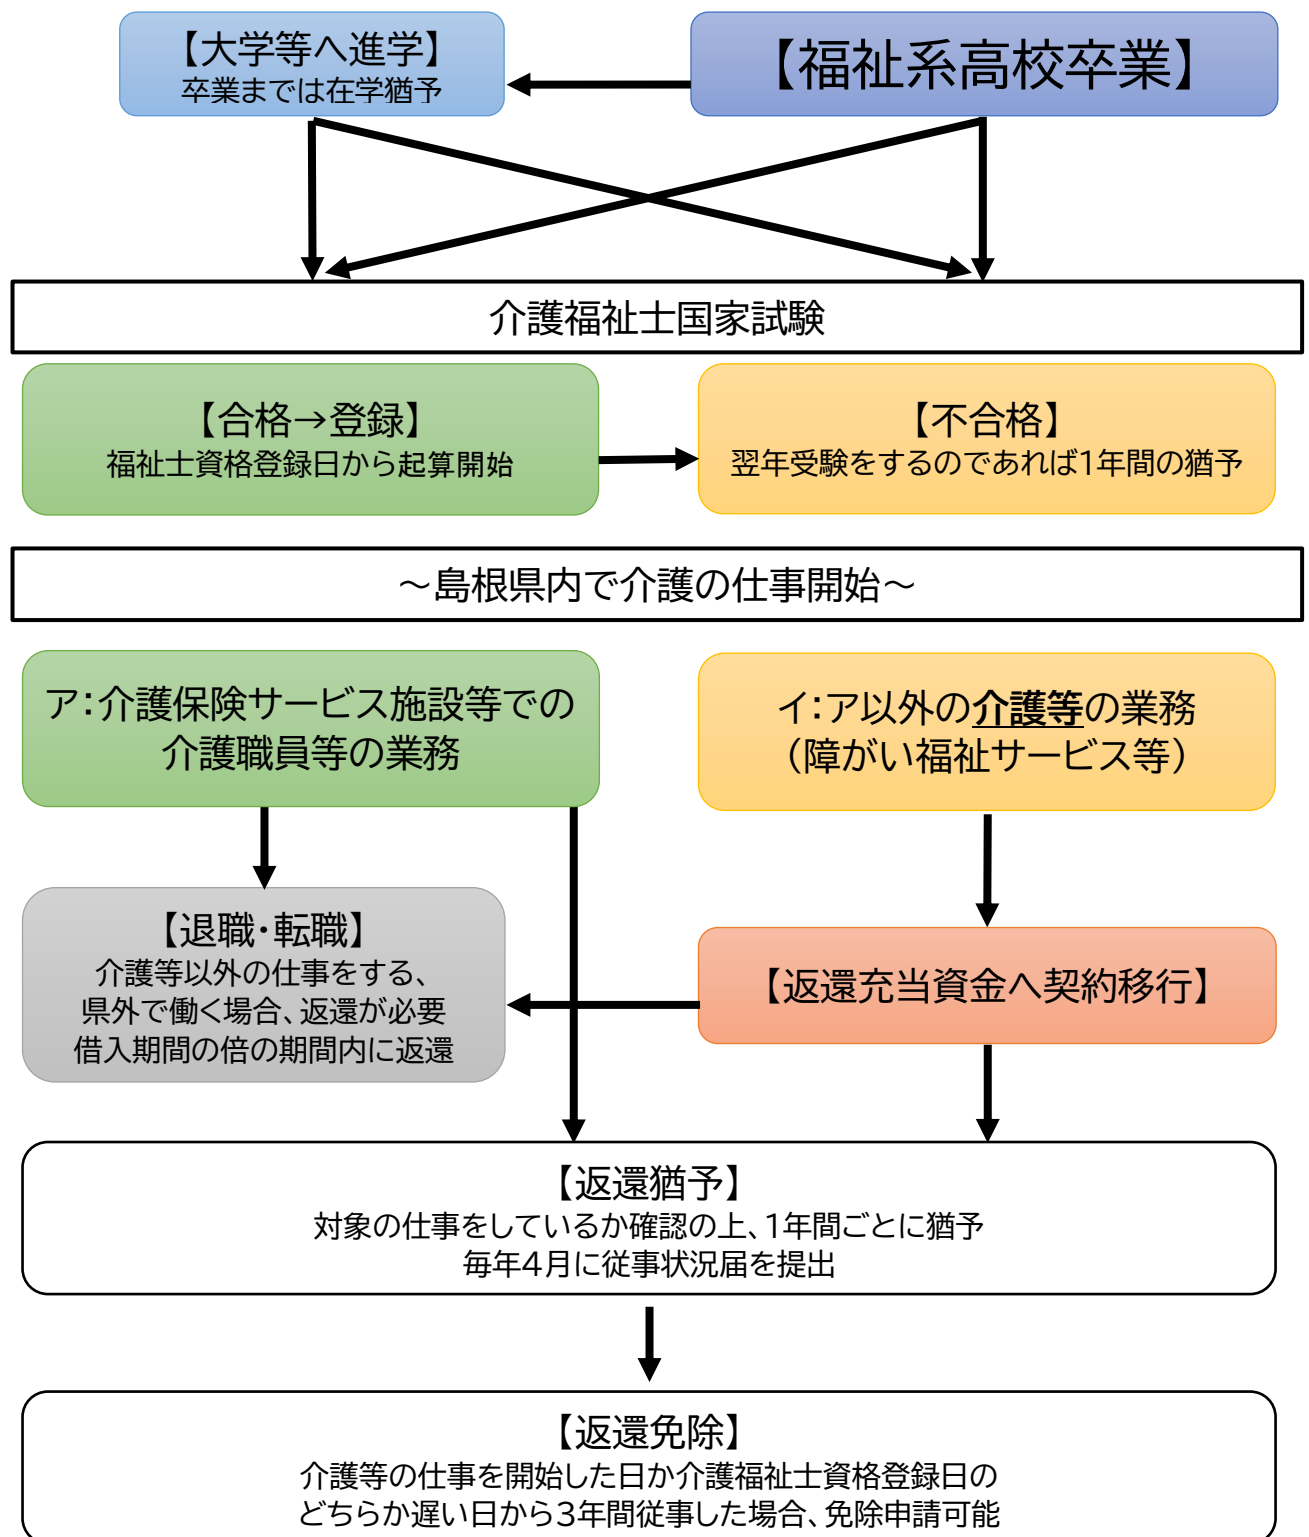 【大学等へ進学】
卒業までは在学猶予
【福祉系高校卒業】
介護福祉士国家試験
【合格→登録】
福祉士資格登録日から起算開始
【不合格】
翌年受験をするのであれば1年間の猶予
～島根県内で介護の仕事開始～
ア：介護保険サービス施設等での
介護職員等の業務
イ：ア以外の介護等の業務
（障がい福祉サービス等）
【退職・転職】
介護等以外の仕事をする、
県外で働く場合、返還が必要
借入期間の倍の期間内に返還
【返還充当資金へ契約移行】
【返還猶予】
対象の仕事をしているか確認の上、1年間ごとに猶予
毎年4月に従事状況届を提出
【返還免除】
介護等の仕事を開始した日か介護福祉士資格登録日の
どちらか遅い日から3年間従事した場合、免除申請可能